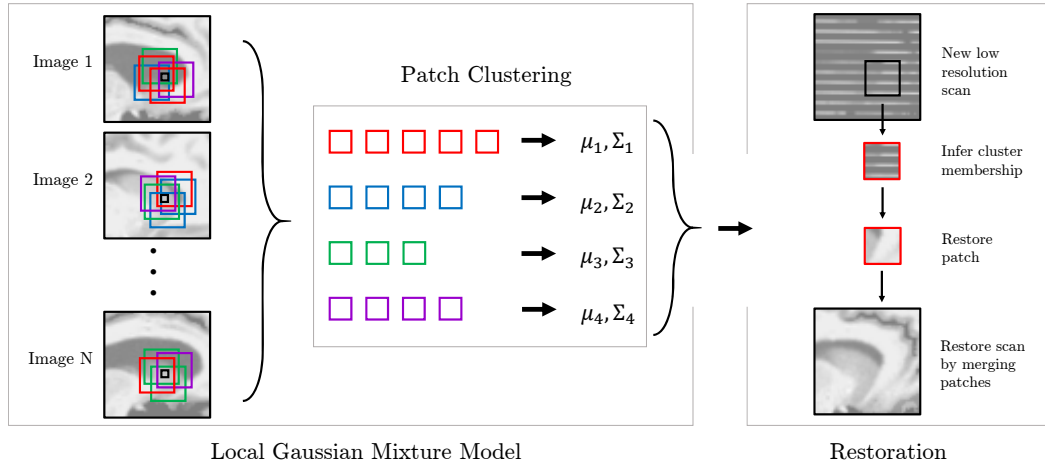 Image 1
Image 2
Image N
Patch Clustering
μ₁, Σ₁
μ₂, Σ₂
μ₃, Σ₃
μ₄, Σ₄
Local Gaussian Mixture Model
New low
resolution
scan
Infer cluster
membership
Restore
patch
Restore scan
by merging
patches
Restoration